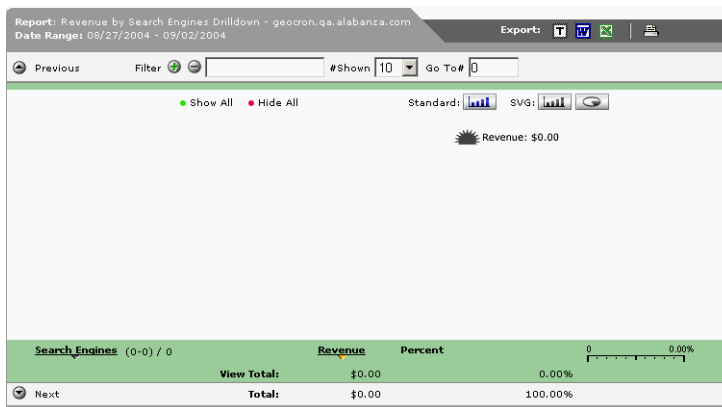 Report: Revenue by Search Engines Drilldown - geocron.qa.alabanza.com
Date Range: 08/27/2004 - 09/02/2004
Export: T W X
Previous Filter #Shown 10 Go To# 0
Show All Hide All Standard: SVG:
Revenue: $0.00
Search Engines (0-0) / 0 Revenue Percent 0 0.00%
View Total: $0.00 0.00%
Next Total: $0.00 100.00%